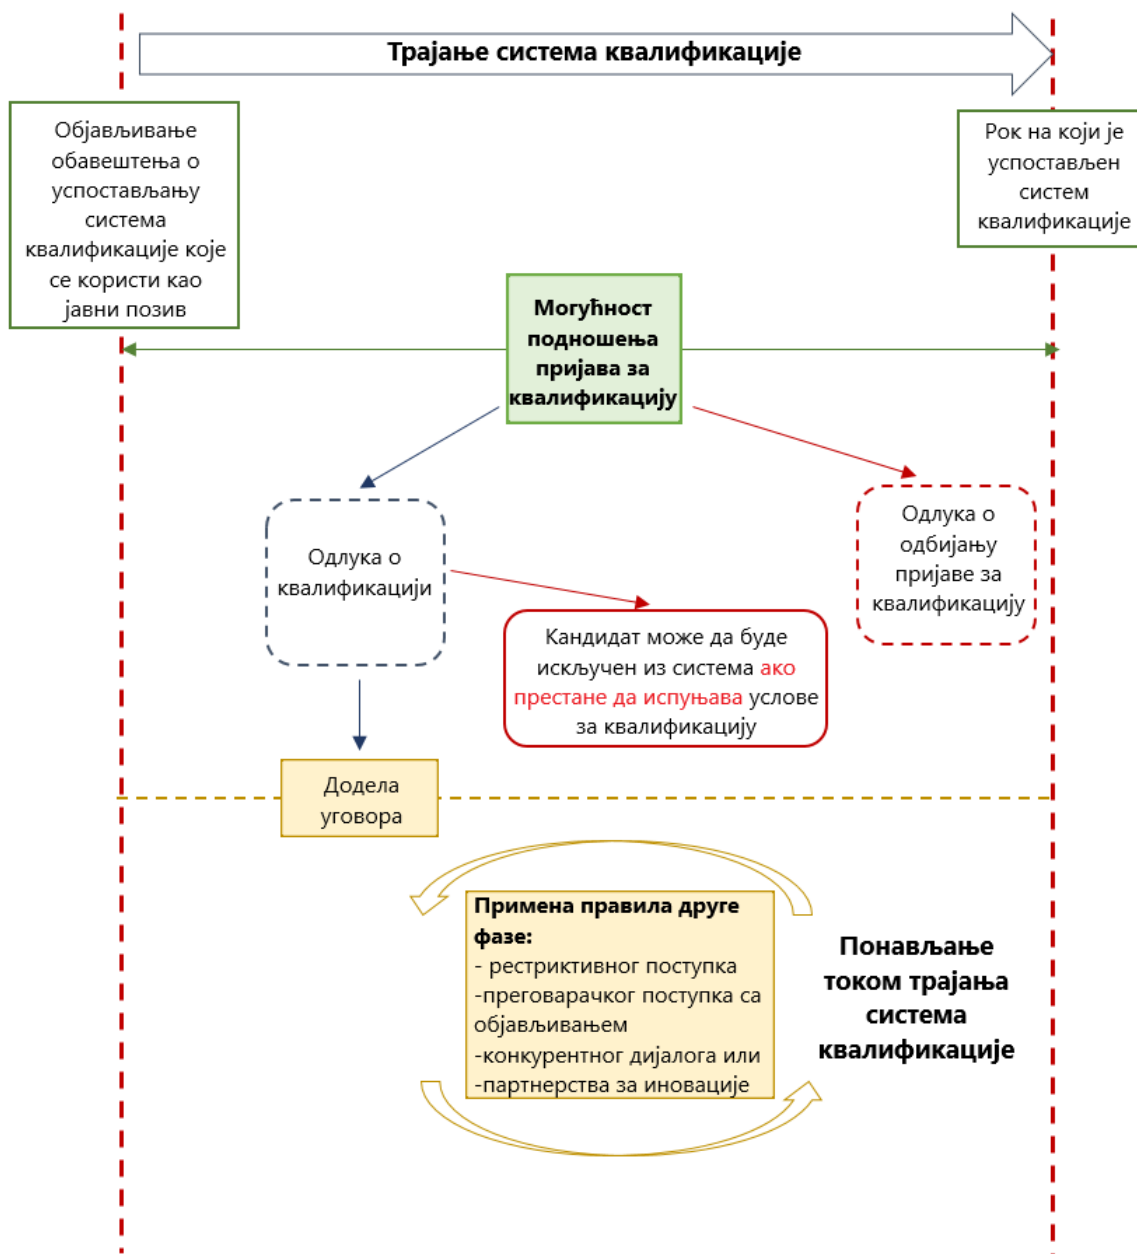 Трајање система квалификације
Објављивање
обавештења о
успостављању
система
квалификације које
се користи као
јавни позив
Рок на који је
успостављен
систем
квалификације
Могућност
подношења
пријава за
квалификацију
Одлука о
квалификацији
Одлука о
одбијању
пријаве за
квалификацију
Кандидат може да буде
искључен из система ако
престане да испуњава услове
за квалификацију
Додела
уговора
Примена правила друге
фазе:
- рестриктивног поступка
-преговарачког поступка са
објављивањем
-конкурентног дијалога или
-партнерства за иновације
Понављање
током трајања
система
квалификације